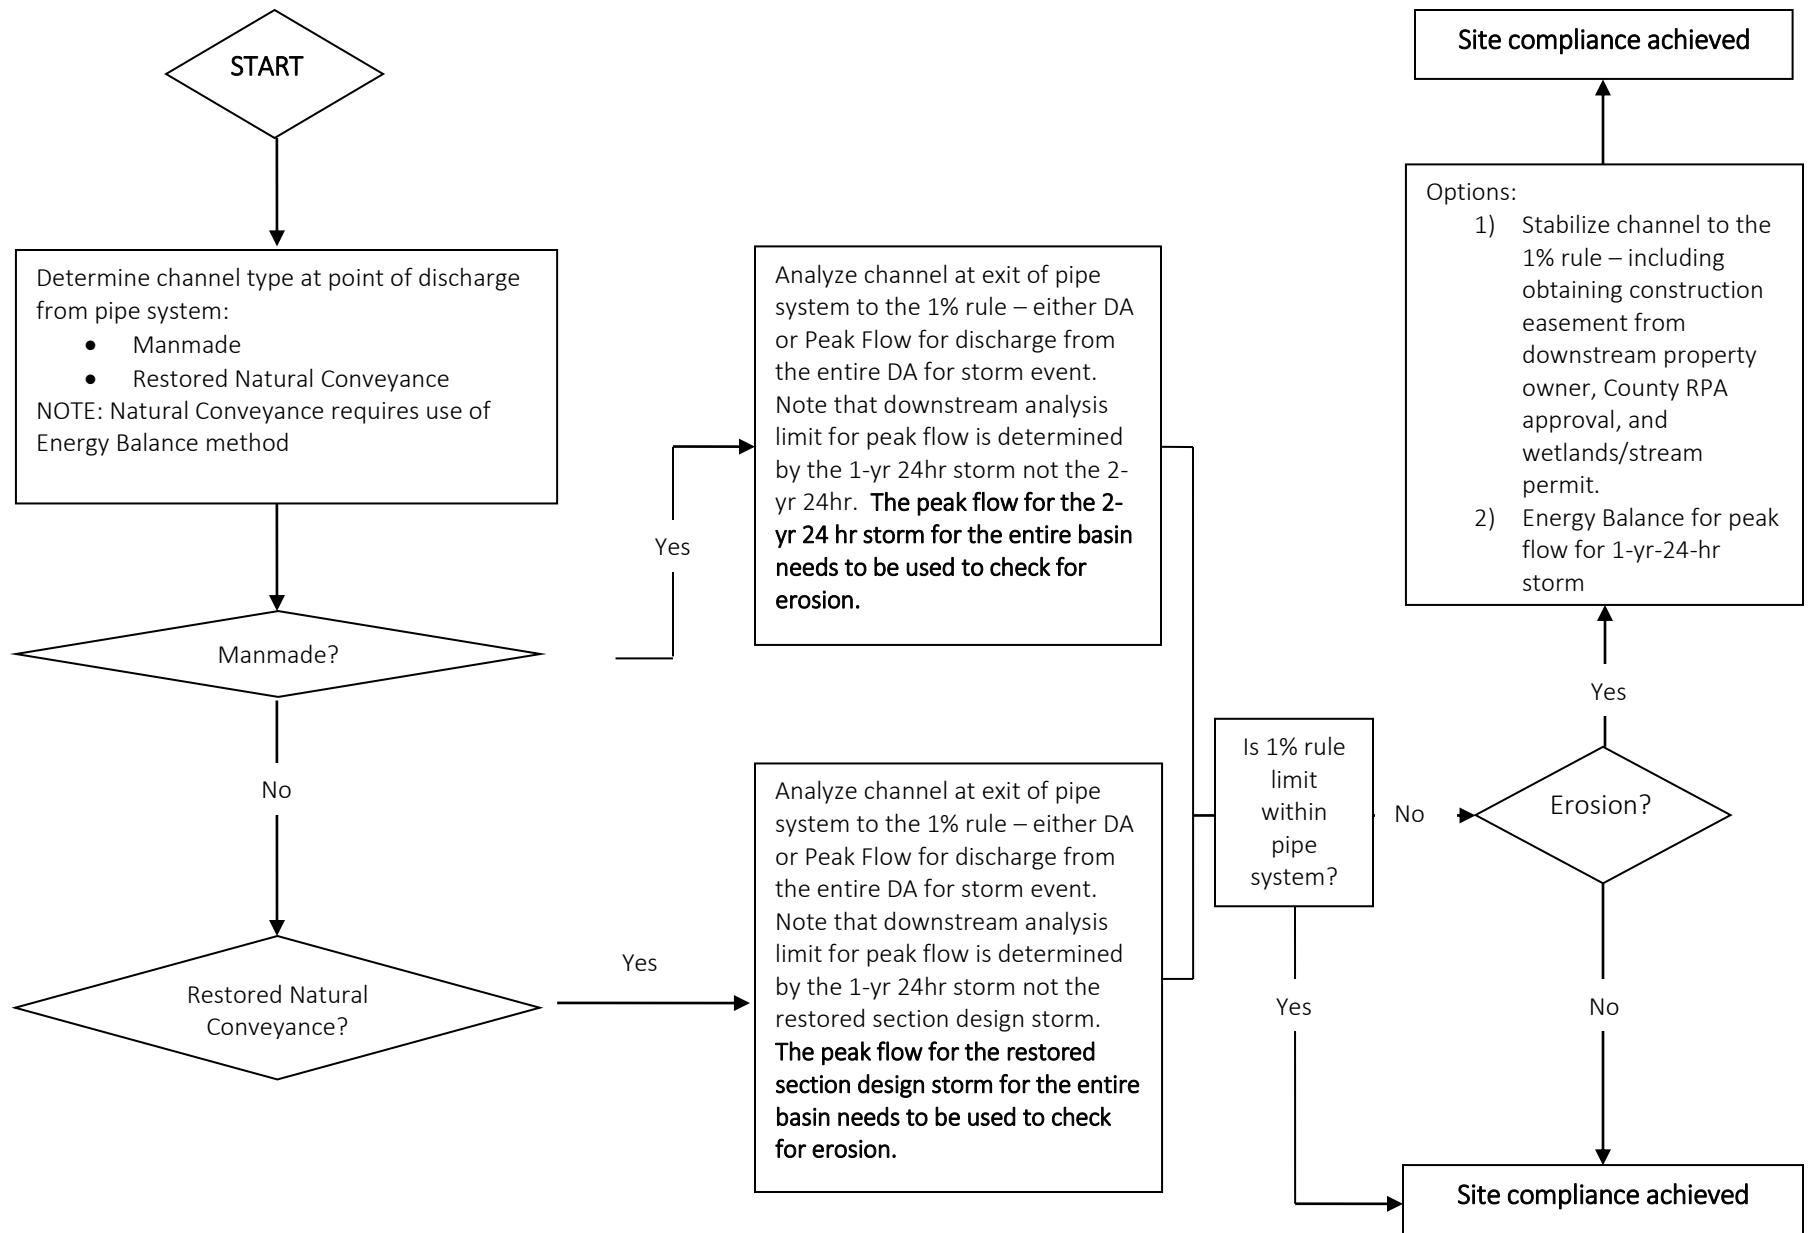 START
Determine channel type at point of discharge
from pipe system:
• Manmade
• Restored Natural Conveyance
NOTE: Natural Conveyance requires use of
Energy Balance method
Manmade?
Yes
No
Restored Natural
Conveyance?
Yes
Analyze channel at exit of pipe
system to the 1% rule – either DA
or Peak Flow for discharge from
the entire DA for storm event.
Note that downstream analysis
limit for peak flow is determined
by the 1-yr 24hr storm not the 2-
yr 24hr. The peak flow for the 2-
yr 24 hr storm for the entire basin
needs to be used to check for
erosion.
Analyze channel at exit of pipe
system to the 1% rule – either DA
or Peak Flow for discharge from
the entire DA for storm event.
Note that downstream analysis
limit for peak flow is determined
by the 1-yr 24hr storm not the
restored section design storm.
The peak flow for the restored
section design storm for the entire
basin needs to be used to check
for erosion.
Is 1% rule
limit
within
pipe
system?
No
Yes
Erosion?
Yes
No
Options:
1) Stabilize channel to the
1% rule – including
obtaining construction
easement from
downstream property
owner, County RPA
approval, and
wetlands/stream
permit.
2) Energy Balance for peak
flow for 1-yr-24-hr
storm
Site compliance achieved
Site compliance achieved